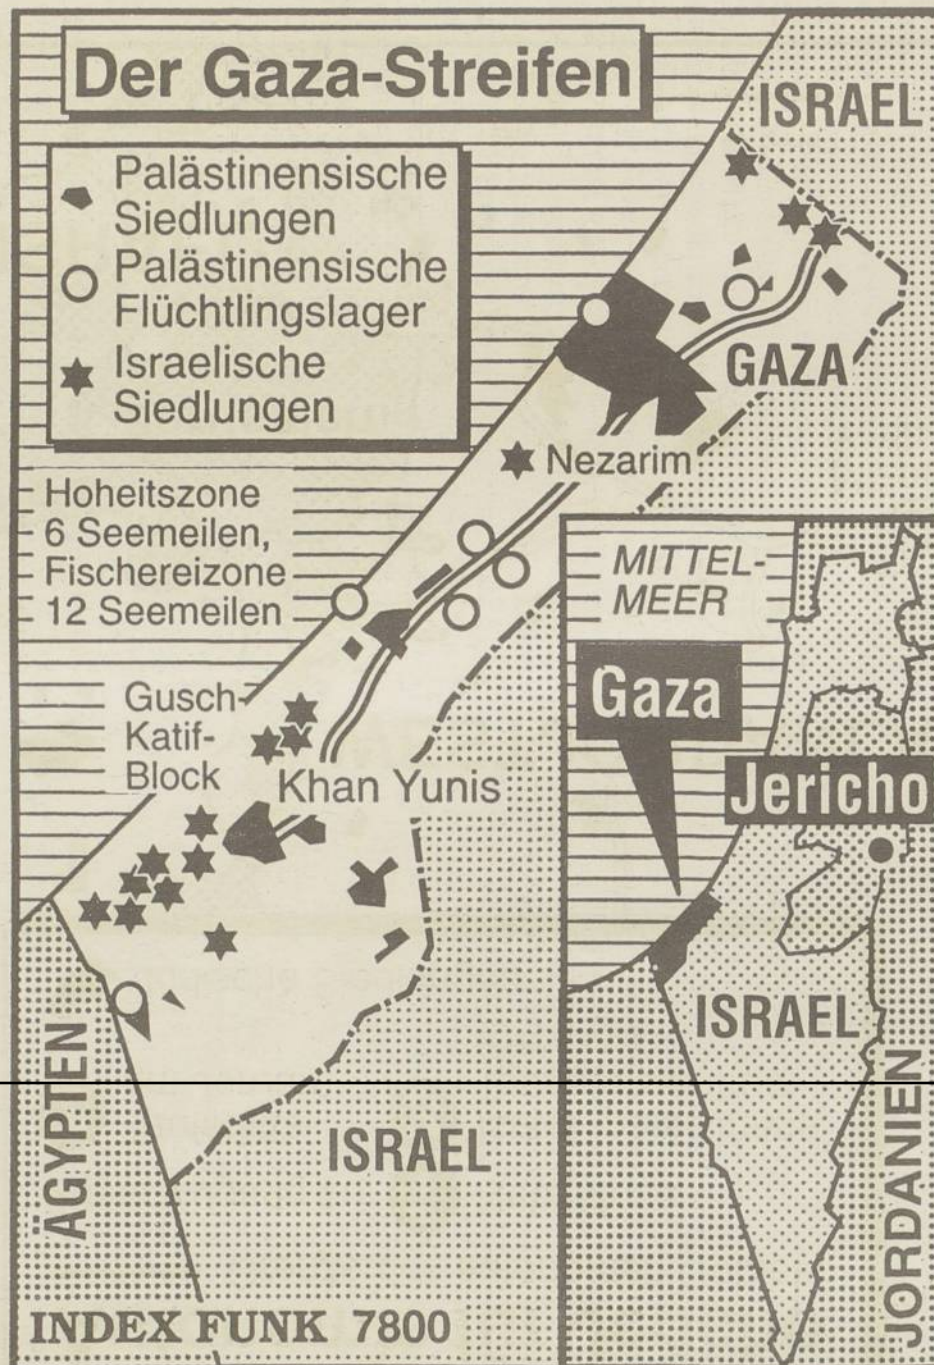 Der Gaza-Streifen
Palästinensische
Siedlungen
Palästinensische
Flüchtlingslager
Israelische
Siedlungen
ISRAEL
GAZA
Nezarim
Hoheitszone
6 Seemeilen,
Fischereizone
12 Seemeilen
Gusch-
Katif-
Block
Khan Yunis
ÄGYPTEN
ISRAEL
INDEX FUNK 7800
MITTEL-
MEER
Gaza
Jericho
ISRAEL
JORDANIEN